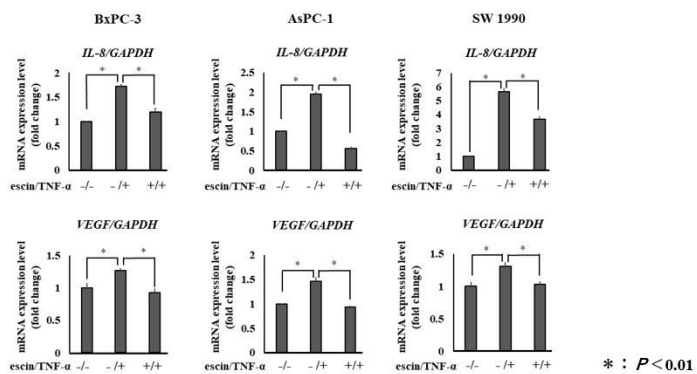 BxPC-3 AsPC-1 SW 1990
IL-8/GAPDH IL-8/GAPDH IL-8/GAPDH
mRNA expression level
(fold change)
2
1.5
1
0.5
0
* *
escin/TNF-α -/- - /+ +/+
mRNA expression level
(fold change)
2.5
2
1.5
1
0.5
0
* *
escin/TNF-α -/- - /+ +/+
mRNA expression level
(fold change)
7
6
5
4
3
2
1
0
* *
escin/TNF-α -/- - /+ +/+
VEGF/GAPDH VEGF/GAPDH VEGF/GAPDH
mRNA expression level
(fold change)
2
1.5
1
0.5
0
* *
escin/TNF-α -/- - /+ +/+
mRNA expression level
(fold change)
2
1.5
1
0.5
0
* *
escin/TNF-α -/- - /+ +/+
mRNA expression level
(fold change)
1.5
1
0.5
0
* *
escin/TNF-α -/- - /+ +/+
*：P＜0.01